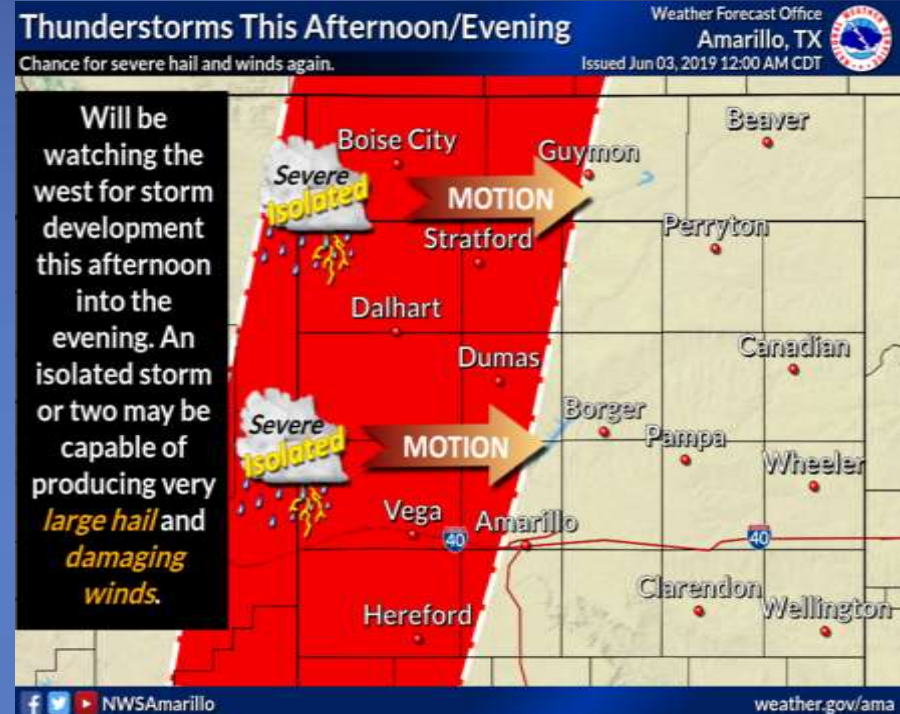 Thunderstorms This Afternoon/Evening
Chance for severe hail and winds again.
Weather Forecast Office
Amarillo, TX
Issued Jun 03, 2019 12:00 AM CDT
Will be
watching the
west for storm
development
this afternoon
into the
evening. An
isolated storm
or two may be
capable of
producing very
large hail and
damaging
winds.
Boise City
Guymon
Beaver
Severe
Isolated
MOTION
Stratford
Perryton
Dalhart
Dumas
Canadian
Severe
Isolated
MOTION
Borger
Pampa
Wheeler
Vega
40
Amarillo
40
Clarendon
Wellington
Hereford
NWSAmarillo
weather.gov/ama